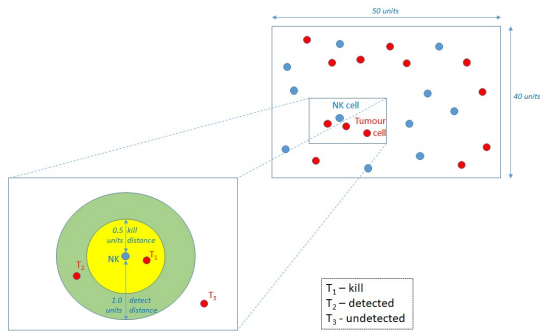 50 units
40 units
NK cell
Tumour
cell
0.5 kill
units distance
NK
T1
T2
T3
1.0 detect
units distance
T1 – kill
T2 – detected
T3 - undetected